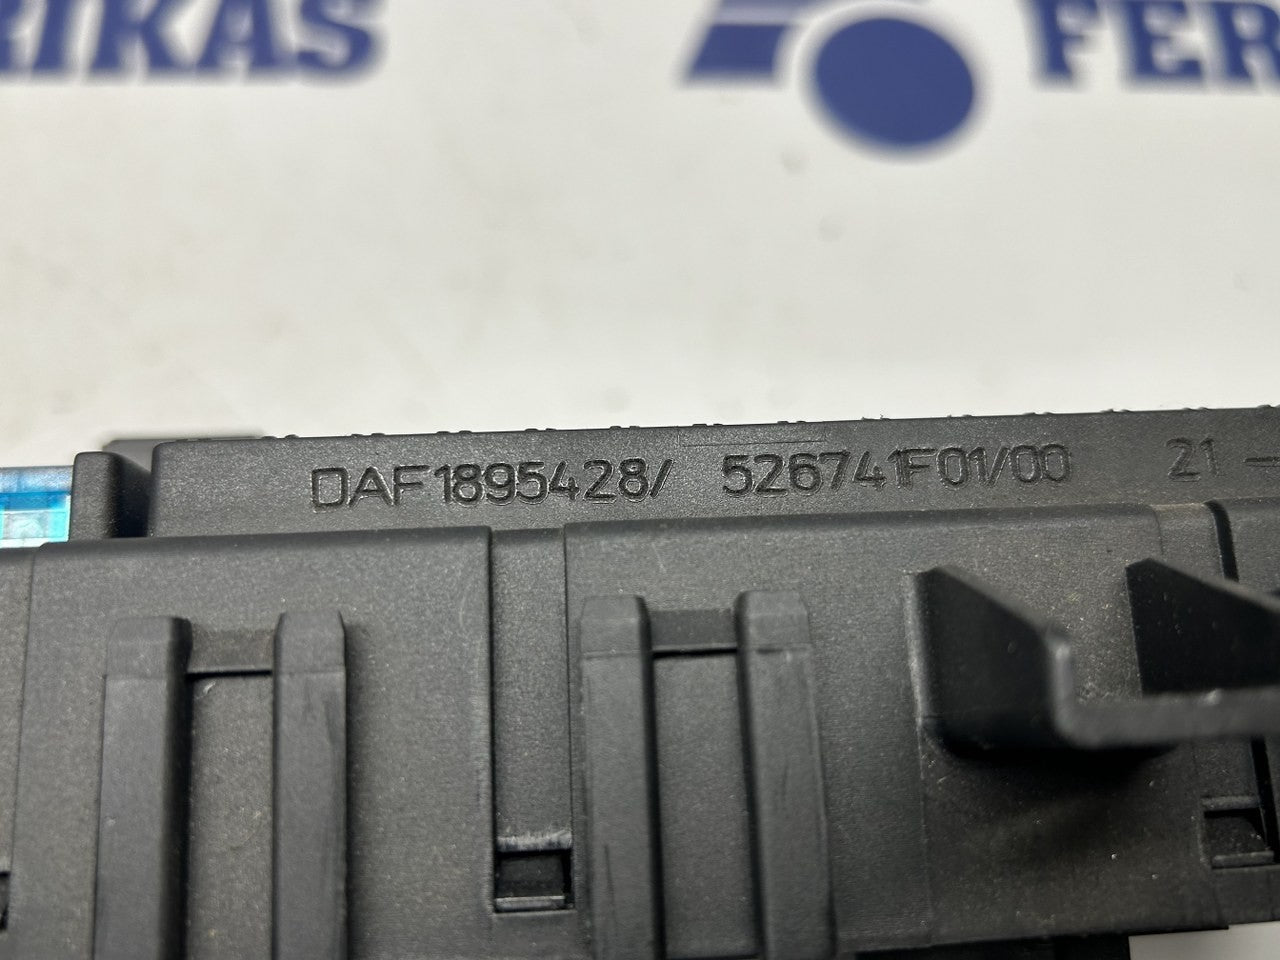 RIKAS FER
DAF1895428/ 526741F01/00 21